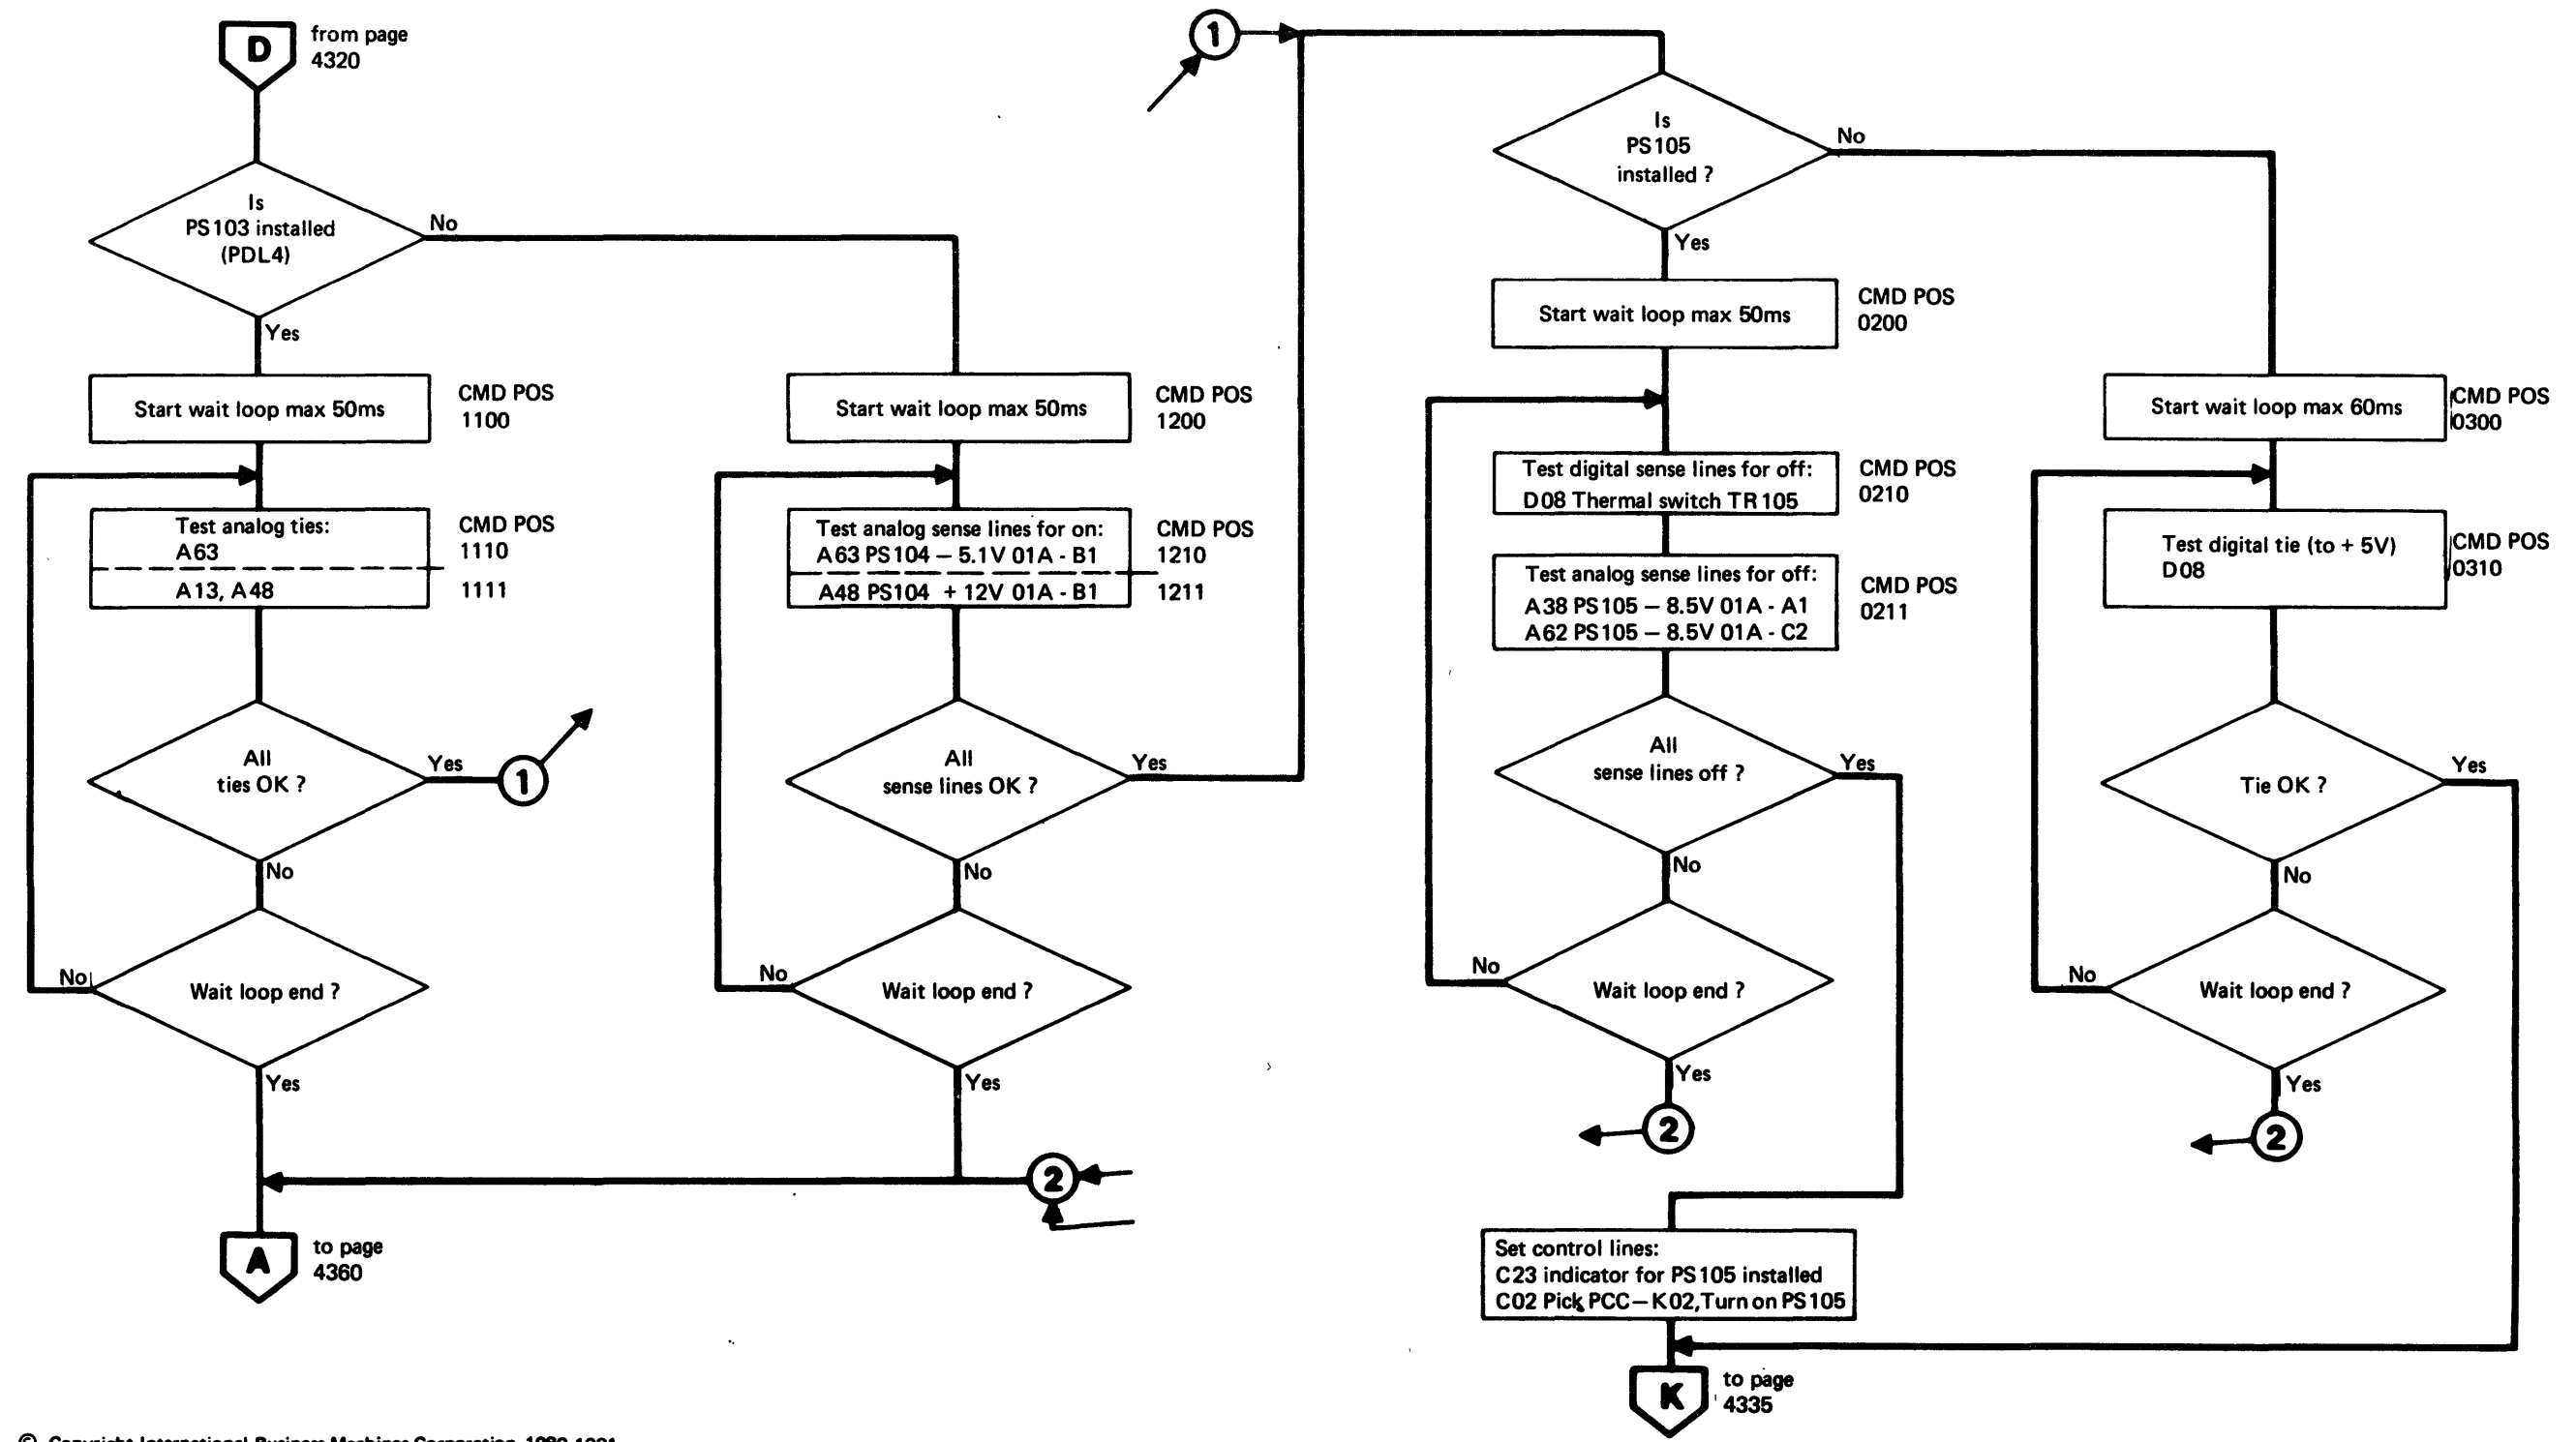 D
from page
4320
Is
PS103 installed
(PDL4)
No
Yes
Start wait loop max 50ms
CMD POS
1100
Test analog ties:
A63
CMD POS
1110
A13, A48
1111
All
ties OK ?
Yes
1
No
Wait loop end ?
No
Yes
A
to page
4360
Start wait loop max 50ms
CMD POS
1200
Test analog sense lines for on:
A63 PS104 – 5.1V 01A - B1
CMD POS
1210
A48 PS104 + 12V 01A - B1
1211
All
sense lines OK ?
Yes
No
Wait loop end ?
No
Yes
2
1
Is
PS105
installed ?
No
Yes
Start wait loop max 50ms
CMD POS
0200
Test digital sense lines for off:
D08 Thermal switch TR105
CMD POS
0210
Test analog sense lines for off:
A38 PS105 – 8.5V 01A - A1
A62 PS105 – 8.5V 01A - C2
CMD POS
0211
All
sense lines off ?
Yes
No
Wait loop end ?
No
Yes
2
Set control lines:
C23 indicator for PS105 installed
C02 Pick PCC–K02, Turn on PS105
K
to page
4335
Start wait loop max 60ms
CMD POS
0300
Test digital tie (to + 5V)
D08
CMD POS
0310
Tie OK ?
Yes
No
Wait loop end ?
No
Yes
2
© Copyright International Business Machines Corporation